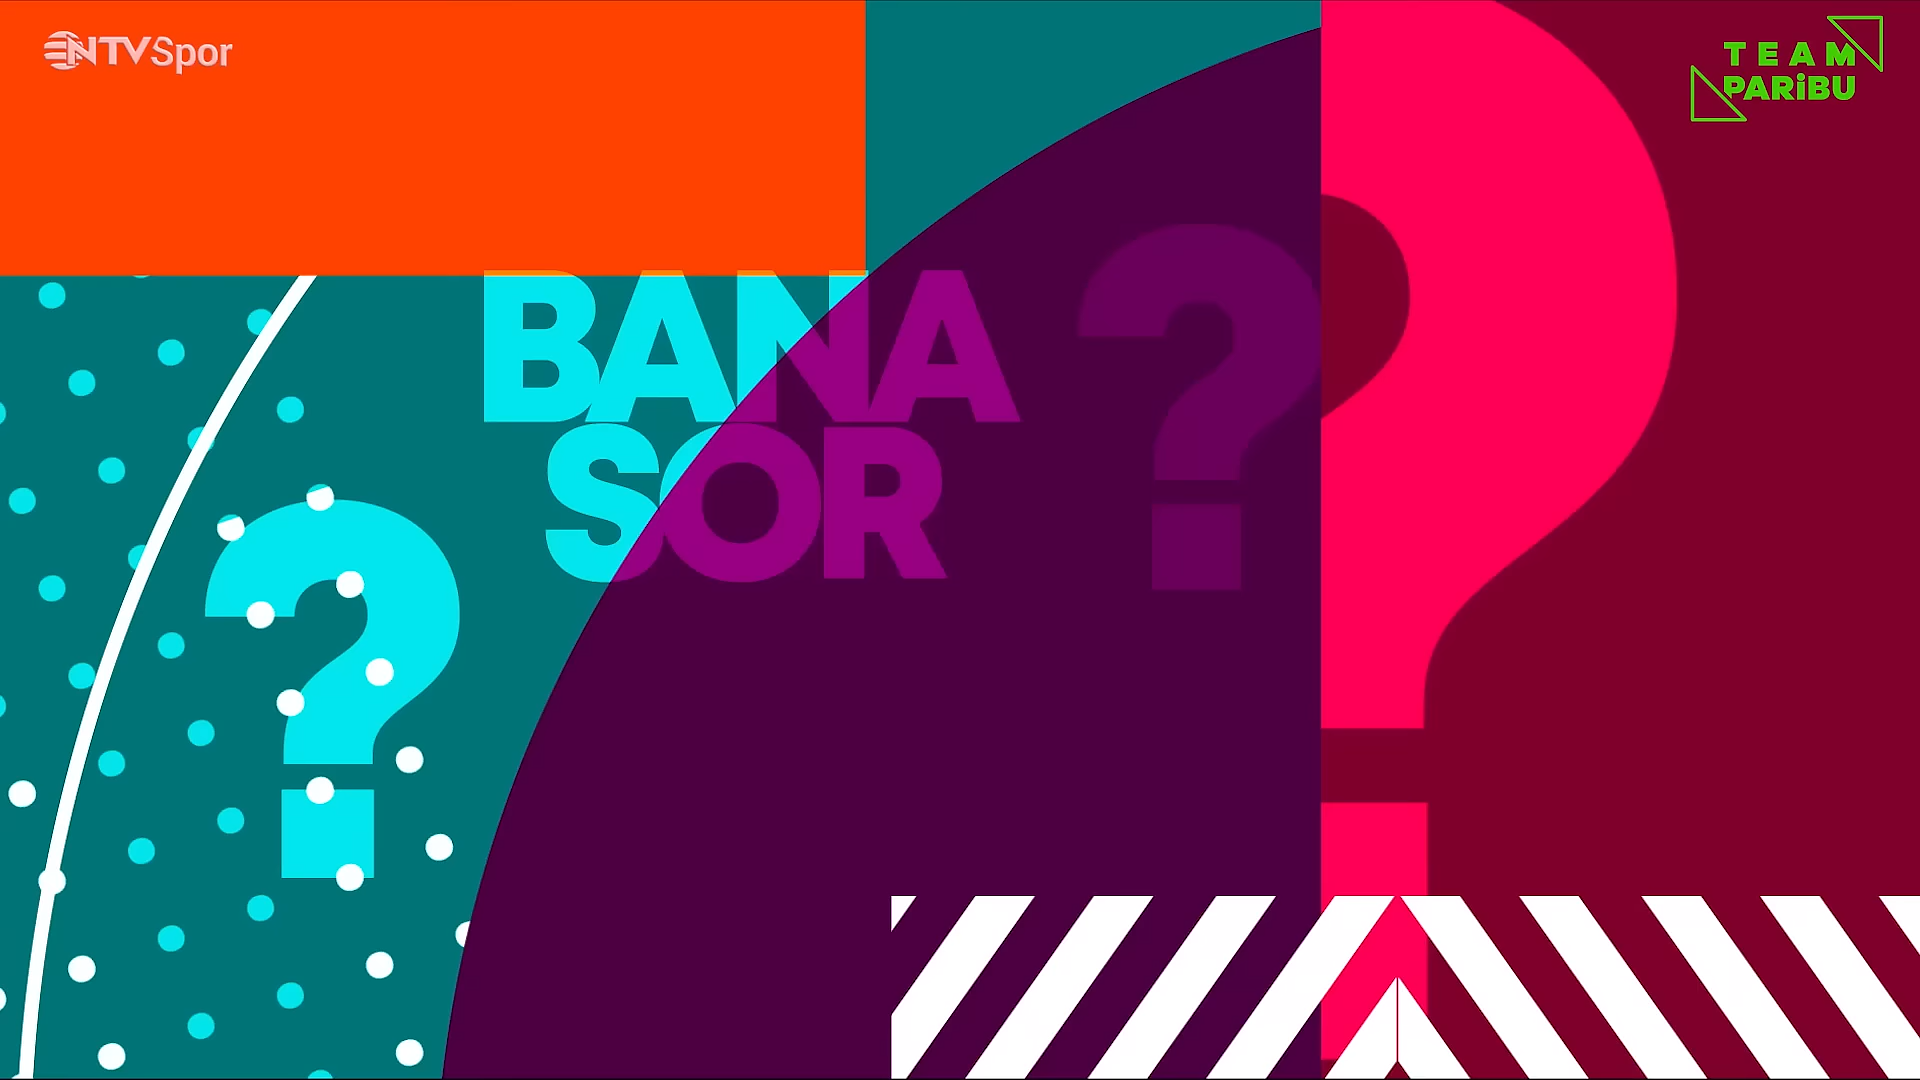 NTVSpor
TEAM
PARiBU
BANA
SOR
?
?
?